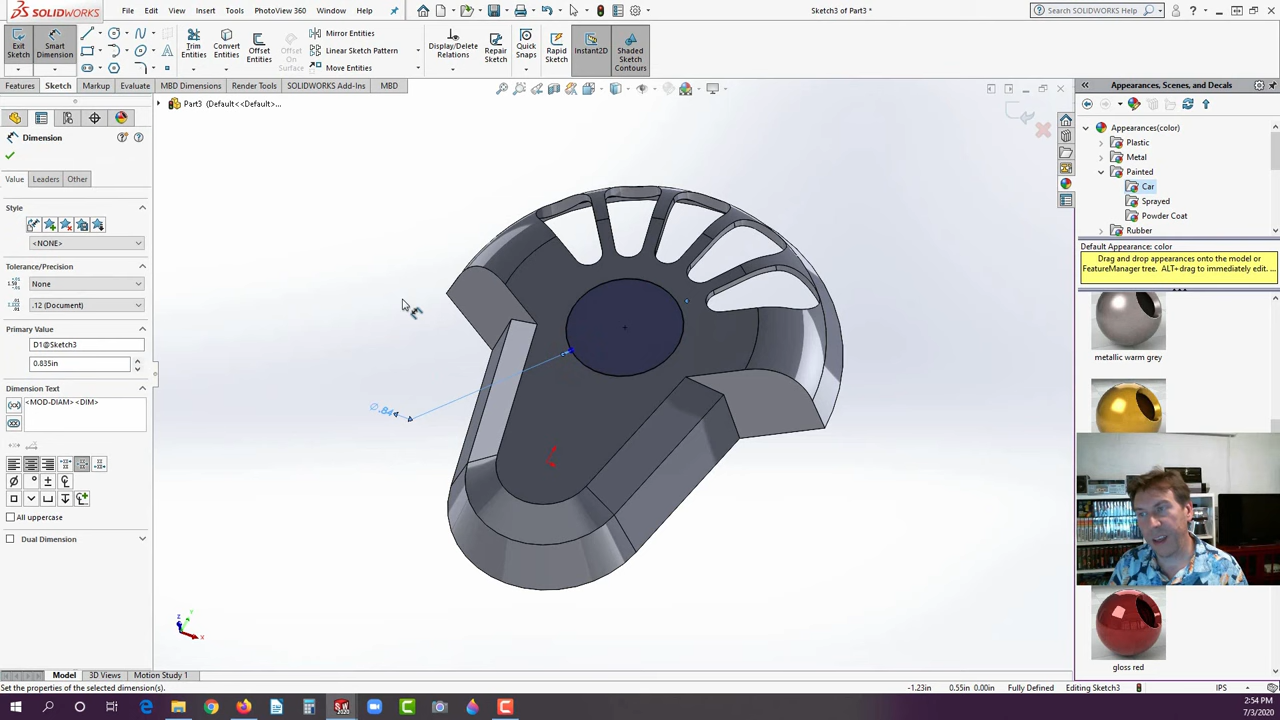 SOLIDWORKS
File Edit View Insert Tools PhotoView 360 Window Help
Sketch3 of Part3 *
Search SOLIDWORKS Help
Exit Sketch
Smart Dimension
Trim Entities
Convert Entities
Offset Entities
Offset On Surface
Mirror Entities
Linear Sketch Pattern
Move Entities
Display/Delete Relations
Repair Sketch
Quick Snaps
Rapid Sketch
Instant2D
Shaded Sketch Contours
Features Sketch Markup Evaluate MBD Dimensions Render Tools SOLIDWORKS Add-Ins MBD
Part3 (Default<<Default>...
Dimension
Value Leaders Other
Style
<NONE>
Tolerance/Precision
None
.12 (Document)
Primary Value
D1@Sketch3
0.835in
Dimension Text
<MOD-DIAM> <DIM>
All uppercase
Dual Dimension
∅.84
Z Y X
Appearances, Scenes, and Decals
Appearances(color)
Plastic
Metal
Painted
Car
Sprayed
Powder Coat
Rubber
Default Appearance: color
Drag and drop appearances onto the model or FeatureManager tree. ALT+drag to immediately edit. ...
metallic warm grey
gloss red
Model 3D Views Motion Study 1
Set the properties of the selected dimension(s).
-1.23in 0.55in 0.00in Fully Defined Editing Sketch3 IPS
2:54 PM
7/3/2020